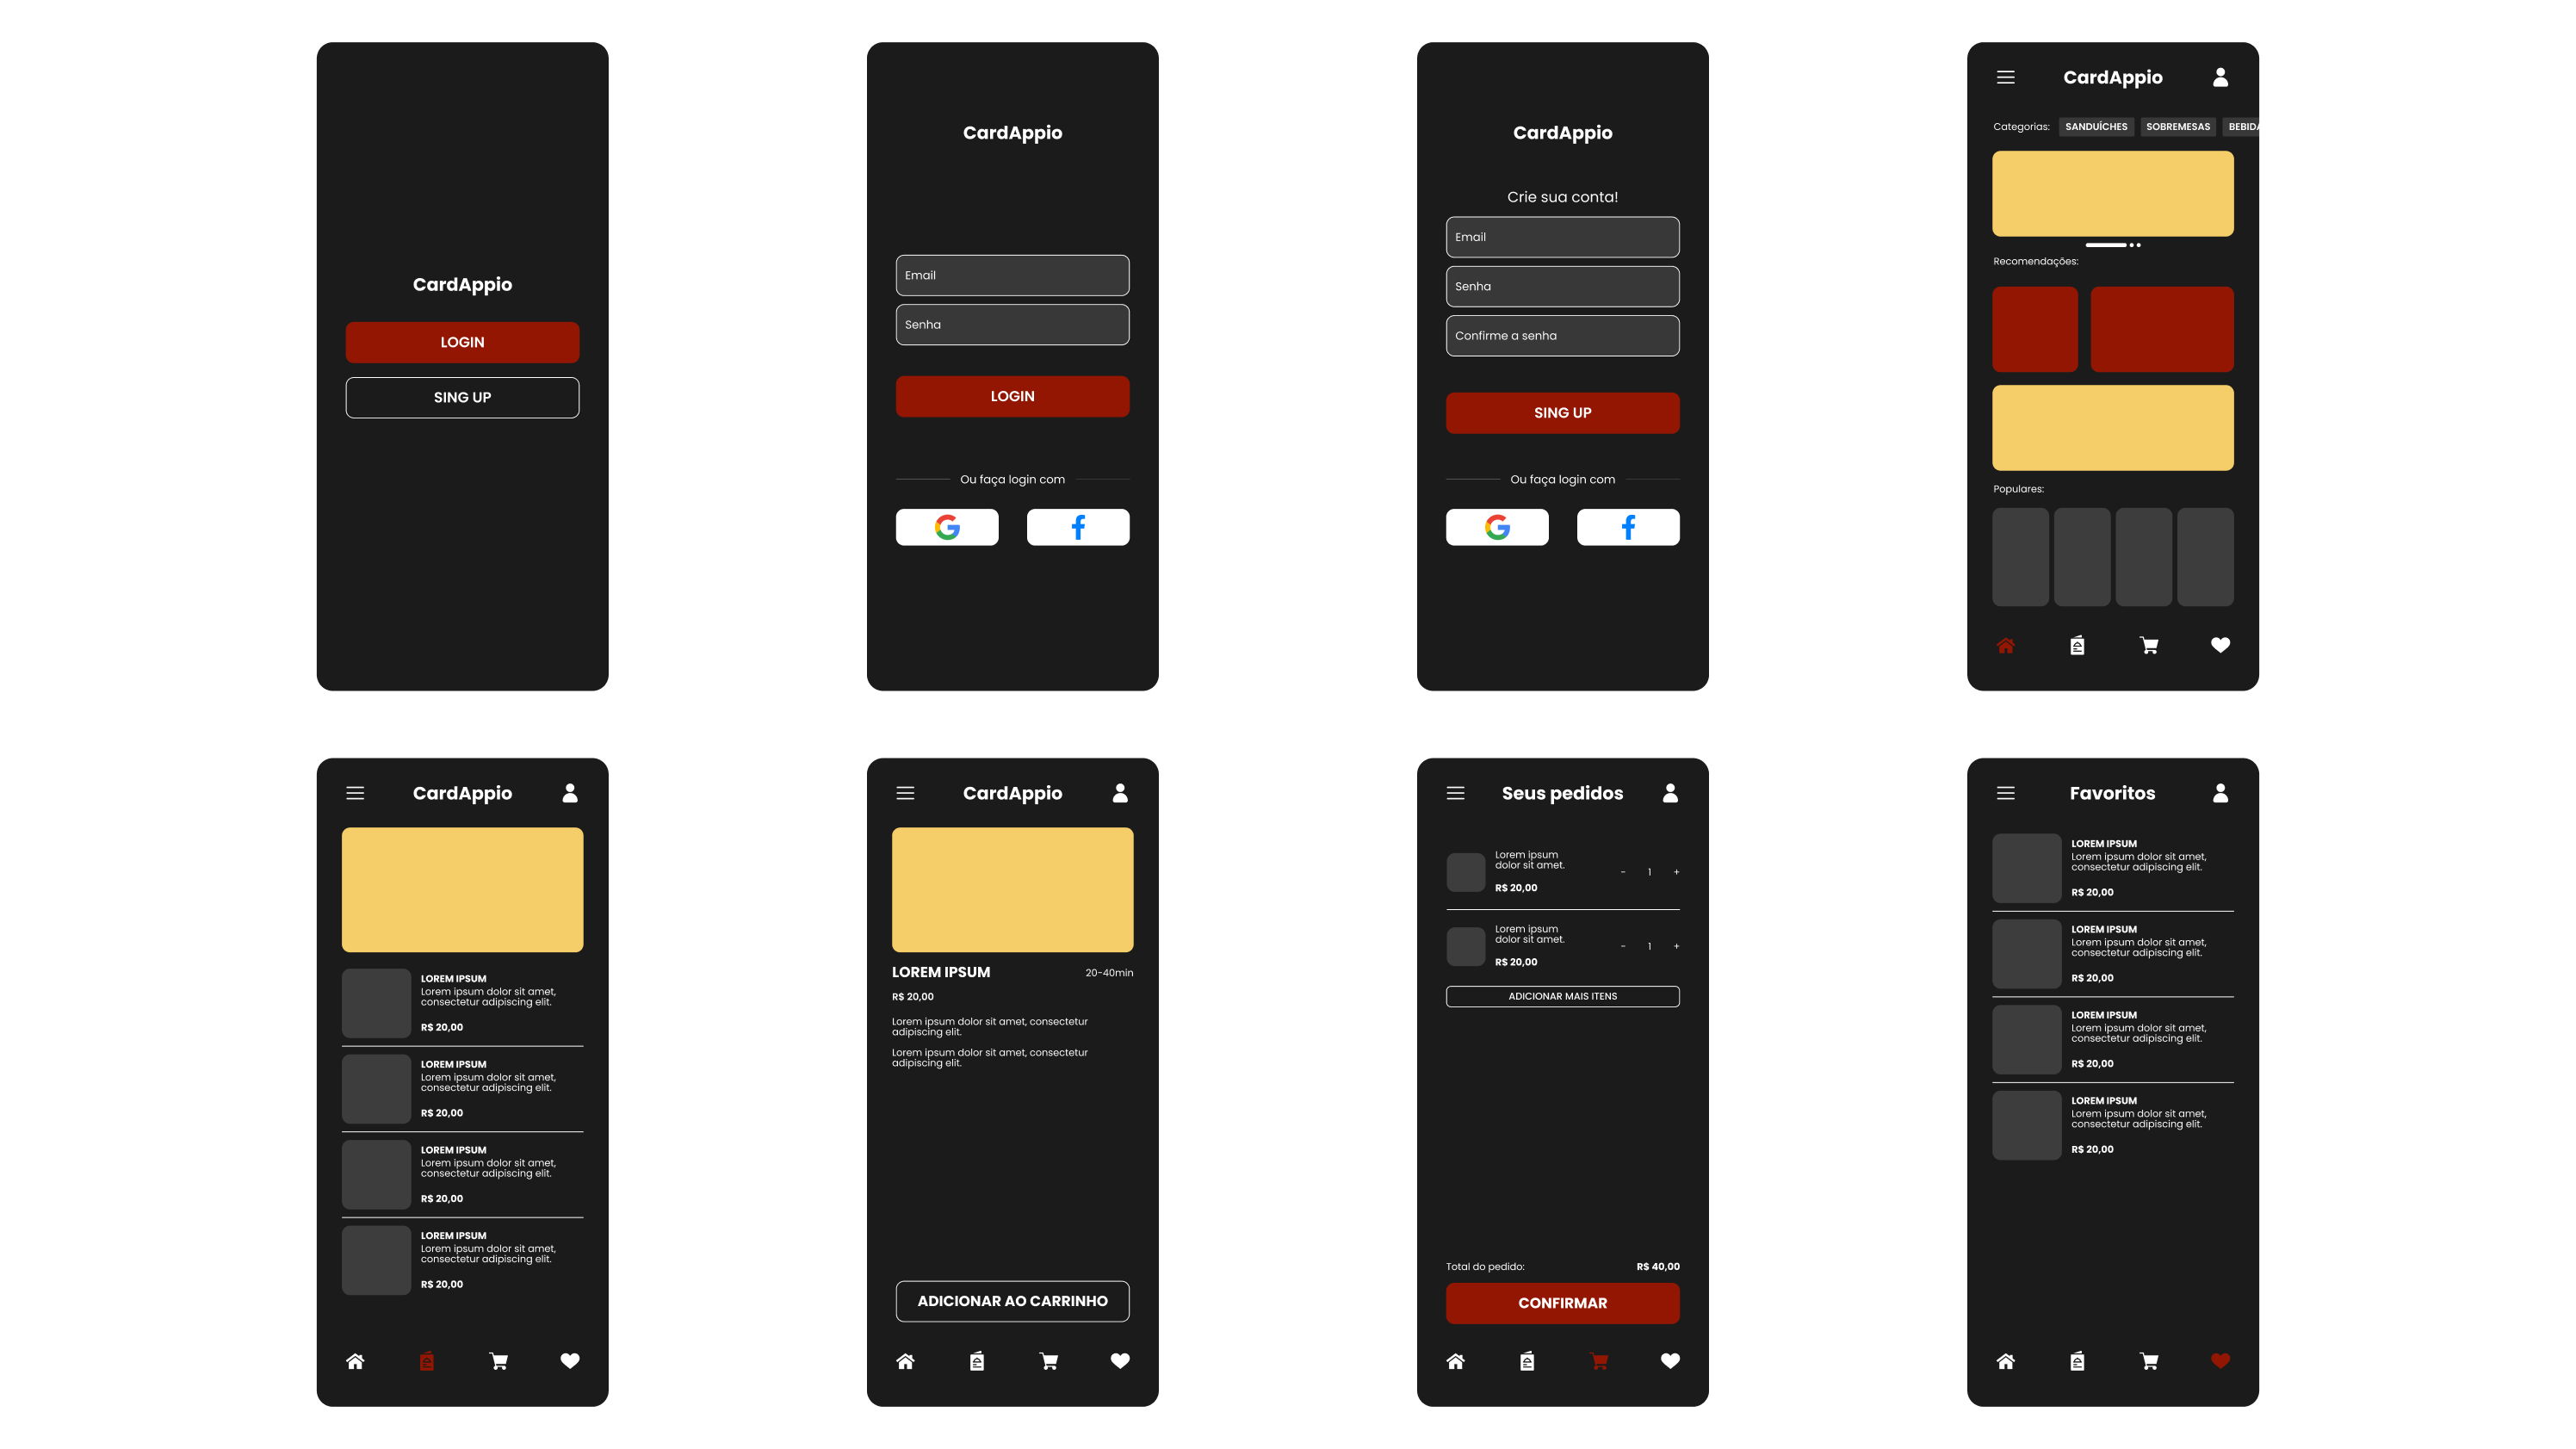 CardAppio
LOGIN
SING UP
CardAppio
Email
Senha
LOGIN
Ou faça login com
CardAppio
Crie sua conta!
Email
Senha
Confirme a senha
SING UP
Ou faça login com
CardAppio
Categorias: SANDUÍCHES SOBREMESAS BEBIDA
Recomendações:
Populares:
CardAppio
LOREM IPSUM
Lorem ipsum dolor sit amet,
consectetur adipiscing elit.
R$ 20,00
LOREM IPSUM
Lorem ipsum dolor sit amet,
consectetur adipiscing elit.
R$ 20,00
LOREM IPSUM
Lorem ipsum dolor sit amet,
consectetur adipiscing elit.
R$ 20,00
LOREM IPSUM
Lorem ipsum dolor sit amet,
consectetur adipiscing elit.
R$ 20,00
CardAppio
LOREM IPSUM 20-40min
R$ 20,00
Lorem ipsum dolor sit amet, consectetur
adipiscing elit.
Lorem ipsum dolor sit amet, consectetur
adipiscing elit.
ADICIONAR AO CARRINHO
Seus pedidos
Lorem ipsum
dolor sit amet.
- 1 +
R$ 20,00
Lorem ipsum
dolor sit amet.
- 1 +
R$ 20,00
ADICIONAR MAIS ITENS
Total do pedido: R$ 40,00
CONFIRMAR
Favoritos
LOREM IPSUM
Lorem ipsum dolor sit amet,
consectetur adipiscing elit.
R$ 20,00
LOREM IPSUM
Lorem ipsum dolor sit amet,
consectetur adipiscing elit.
R$ 20,00
LOREM IPSUM
Lorem ipsum dolor sit amet,
consectetur adipiscing elit.
R$ 20,00
LOREM IPSUM
Lorem ipsum dolor sit amet,
consectetur adipiscing elit.
R$ 20,00